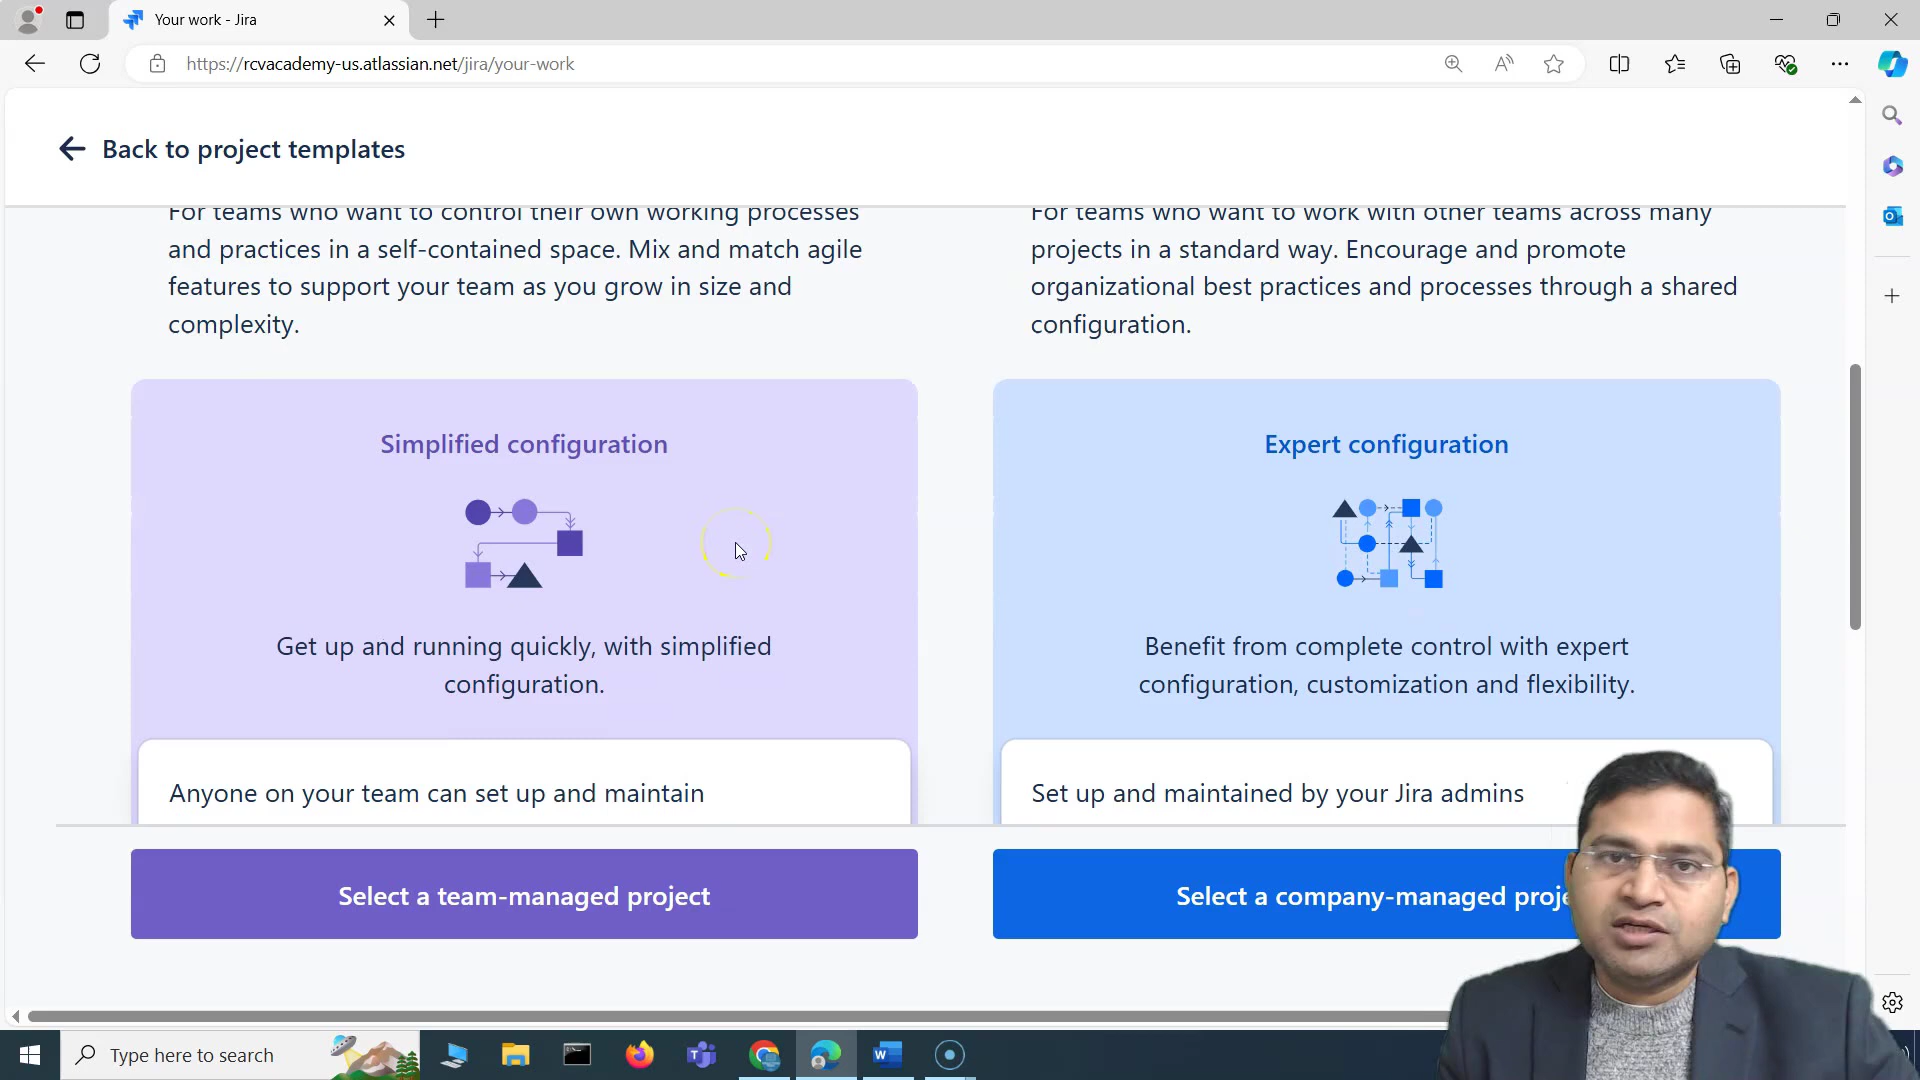 Your work - Jira
https://rcvacademy-us.atlassian.net/jira/your-work
Back to project templates
For teams who want to control their own working processes
and practices in a self-contained space. Mix and match agile
features to support your team as you grow in size and
complexity.
For teams who want to work with other teams across many
projects in a standard way. Encourage and promote
organizational best practices and processes through a shared
configuration.
Simplified configuration
Get up and running quickly, with simplified
configuration.
Anyone on your team can set up and maintain
Select a team-managed project
Expert configuration
Benefit from complete control with expert
configuration, customization and flexibility.
Set up and maintained by your Jira admins
Select a company-managed proje
Type here to search